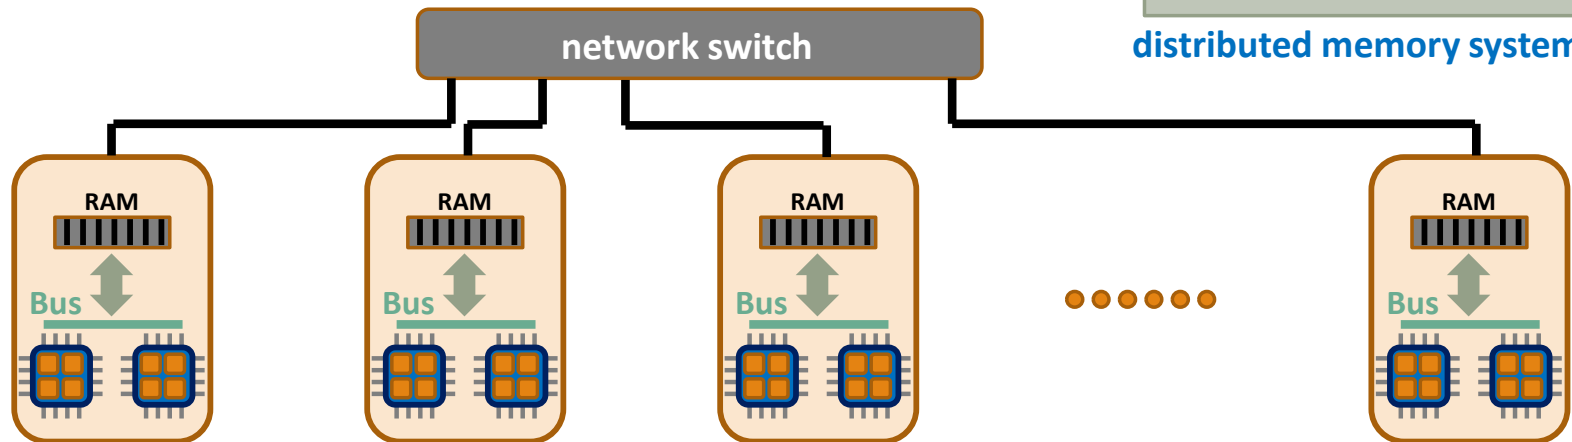 network switch
distributed memory system
RAM
RAM
RAM
RAM
Bus
Bus
Bus
Bus